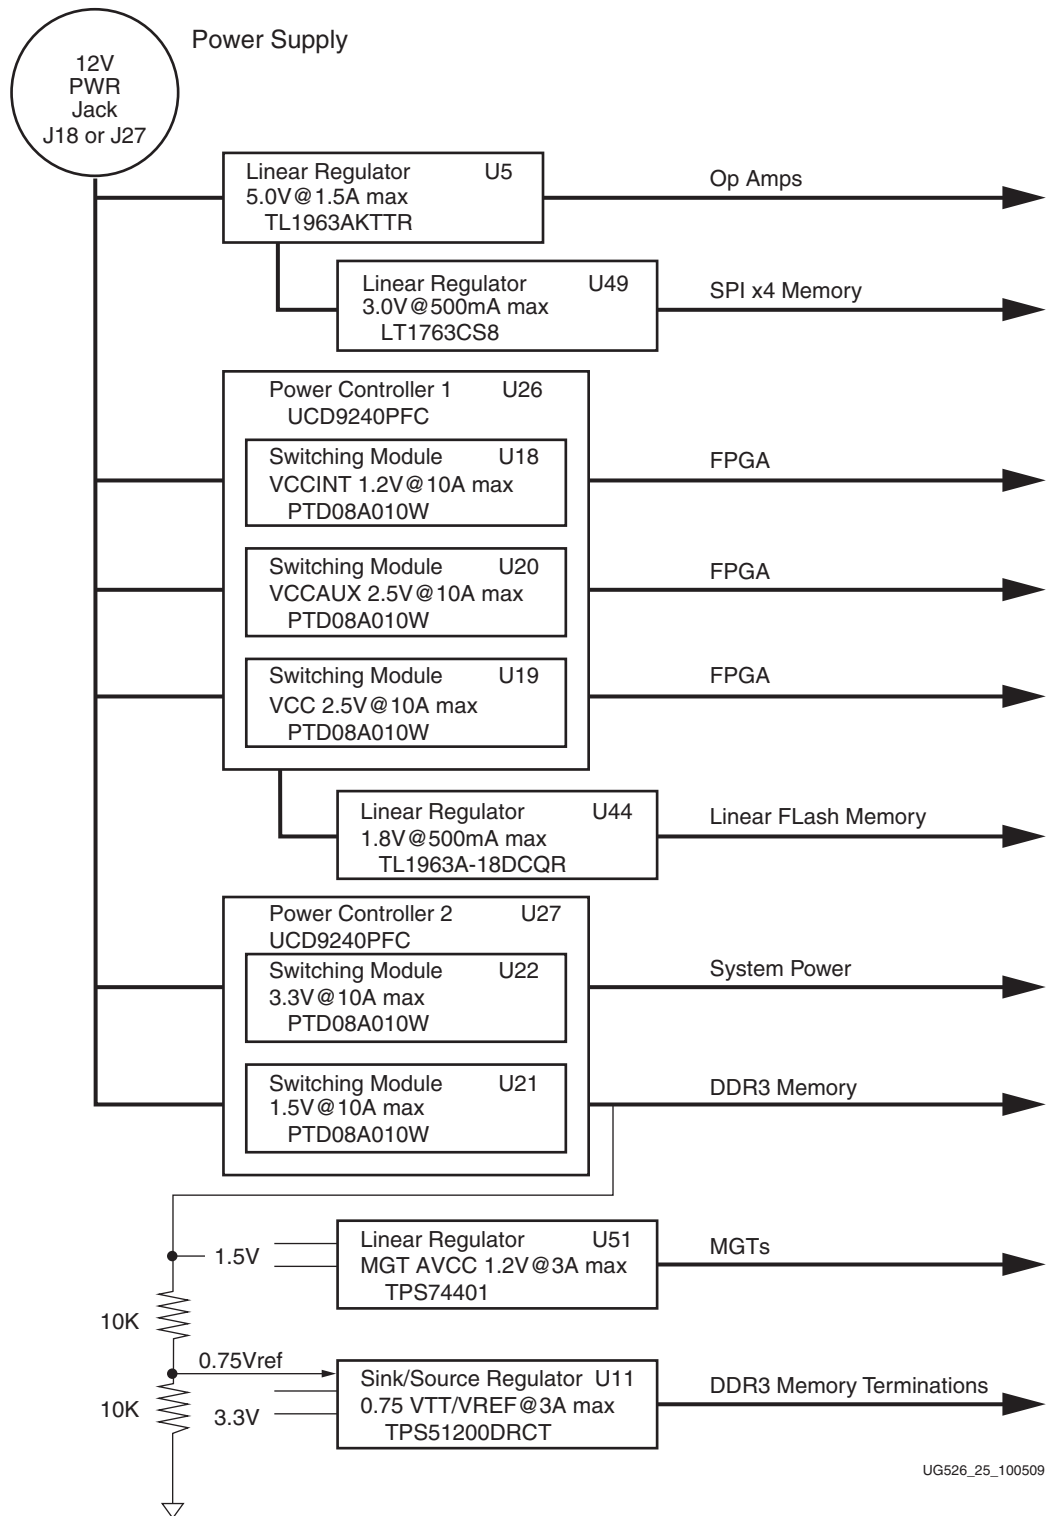 Power Supply
12V
PWR
Jack
J18 or J27
Linear Regulator U5
5.0V@1.5A max
TL1963AKTTR
Op Amps
Linear Regulator U49
3.0V@500mA max
LT1763CS8
SPI x4 Memory
Power Controller 1 U26
UCD9240PFC
Switching Module U18
VCCINT 1.2V@10A max
PTD08A010W
FPGA
Switching Module U20
VCCAUX 2.5V@10A max
PTD08A010W
FPGA
Switching Module U19
VCC 2.5V@10A max
PTD08A010W
FPGA
Linear Regulator U44
1.8V@500mA max
TL1963A-18DCQR
Linear FLash Memory
Power Controller 2 U27
UCD9240PFC
Switching Module U22
3.3V@10A max
PTD08A010W
System Power
Switching Module U21
1.5V@10A max
PTD08A010W
DDR3 Memory
1.5V
Linear Regulator U51
MGT AVCC 1.2V@3A max
TPS74401
MGTs
10K
0.75Vref
10K
3.3V
Sink/Source Regulator U11
0.75 VTT/VREF@3A max
TPS51200DRCT
DDR3 Memory Terminations
UG526_25_100509